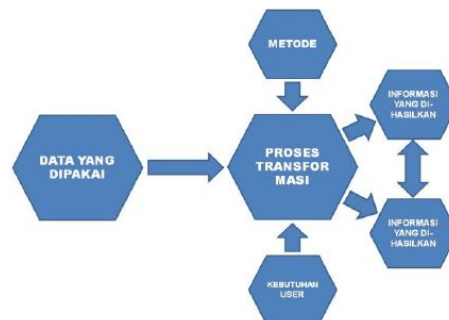 METODE
DATA YANG
DIPAKAI
PROSES
TRANSFOR
MASI
INFORMASI
YANG DI-
HASILKAN
INFORMASI
YANG DI-
HASILKAN
KEBUTUHAN
USER